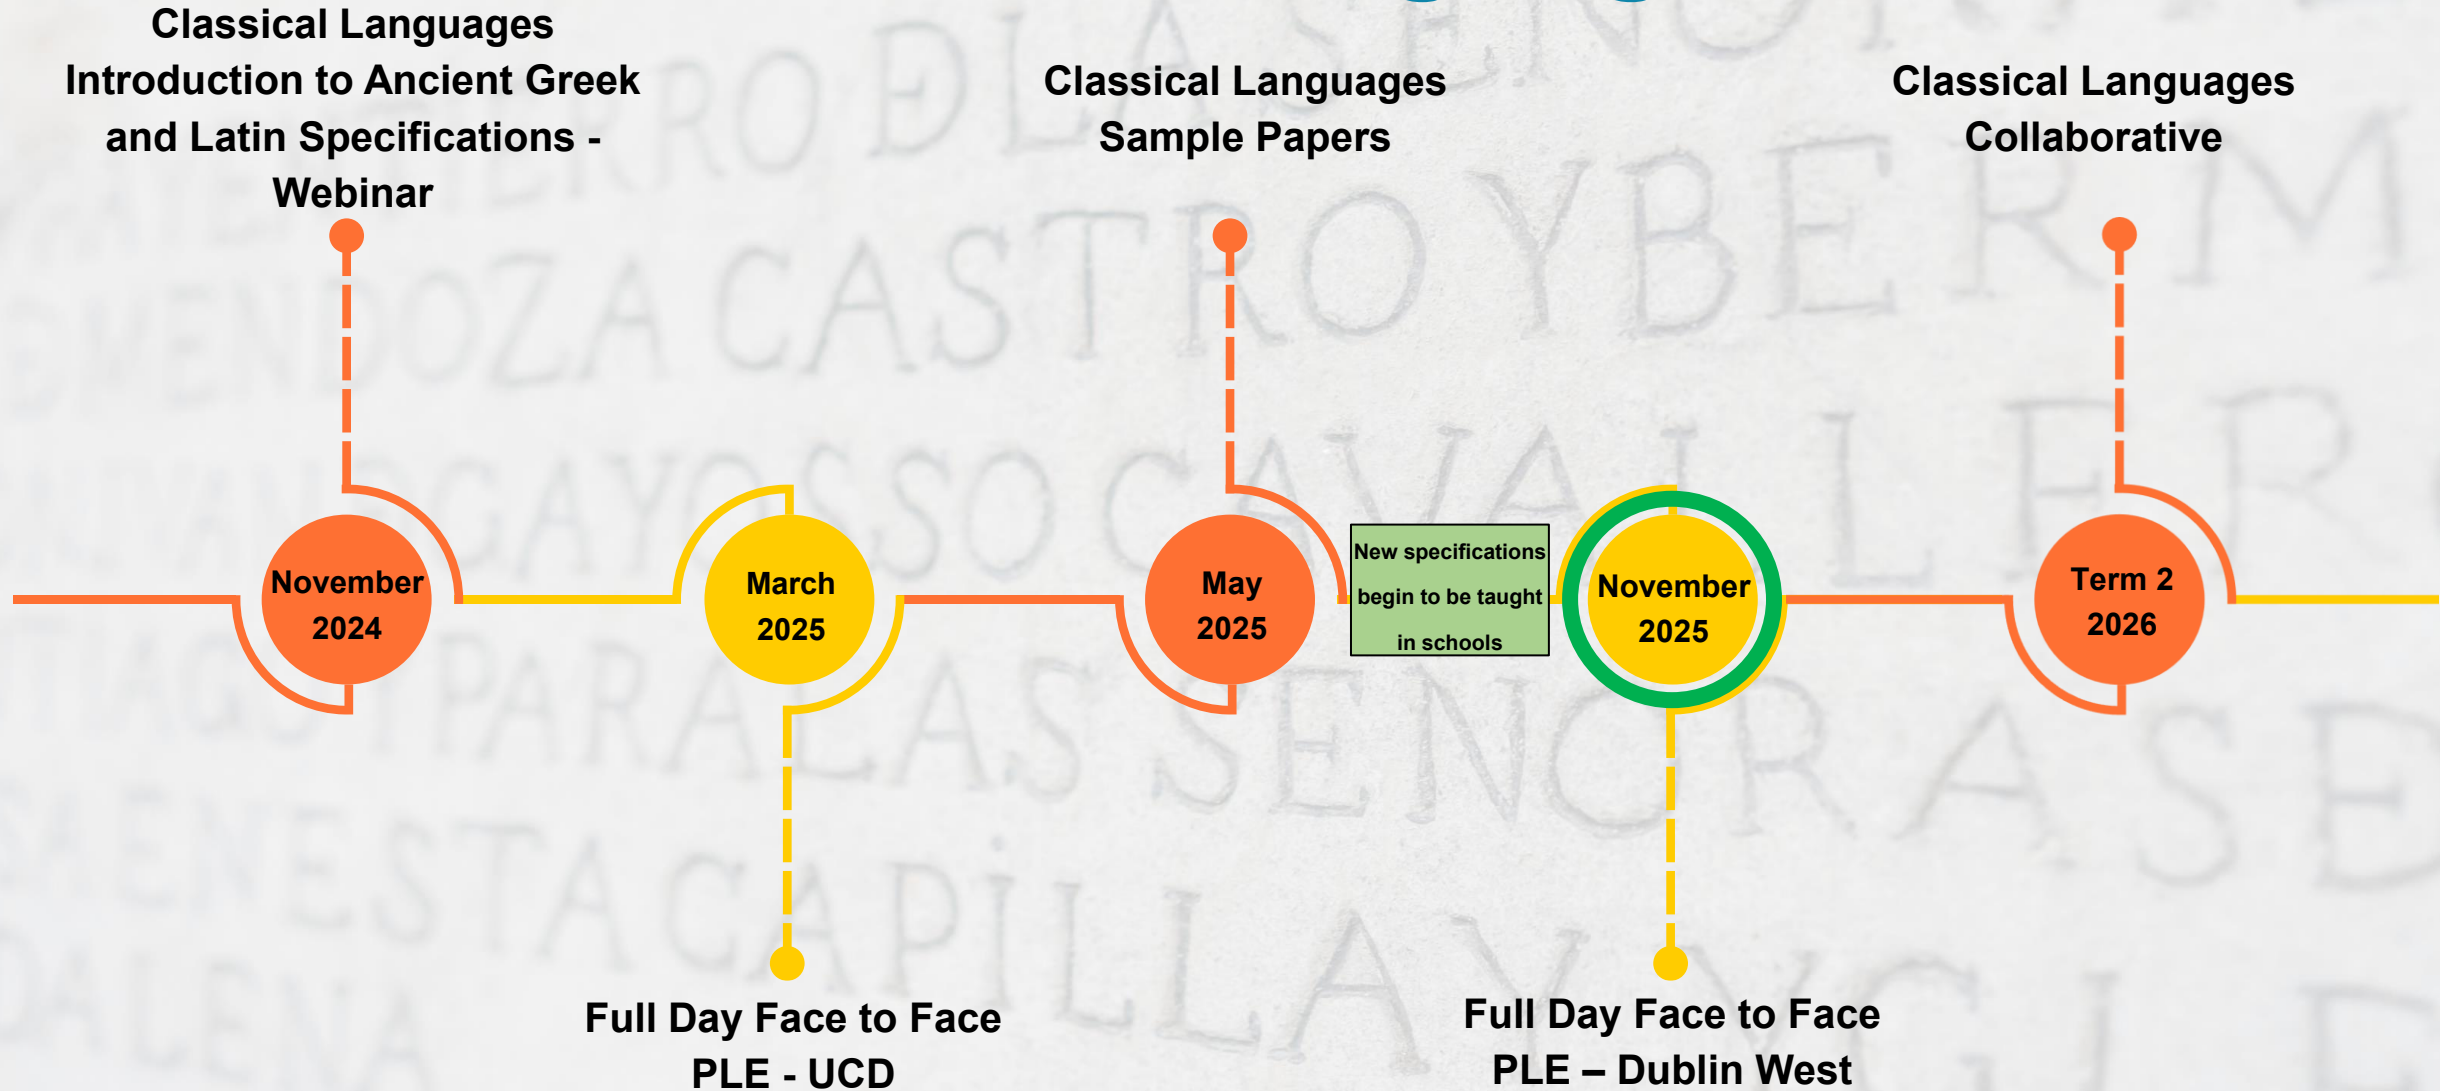 Classical Languages
Introduction to Ancient Greek
and Latin Specifications -
Webinar
Classical Languages
Sample Papers
Classical Languages
Collaborative
November
2024
March
2025
May
2025
New specifications
begin to be taught
in schools
November
2025
Term 2
2026
Full Day Face to Face
PLE - UCD
Full Day Face to Face
PLE – Dublin West
CASTROYBERM